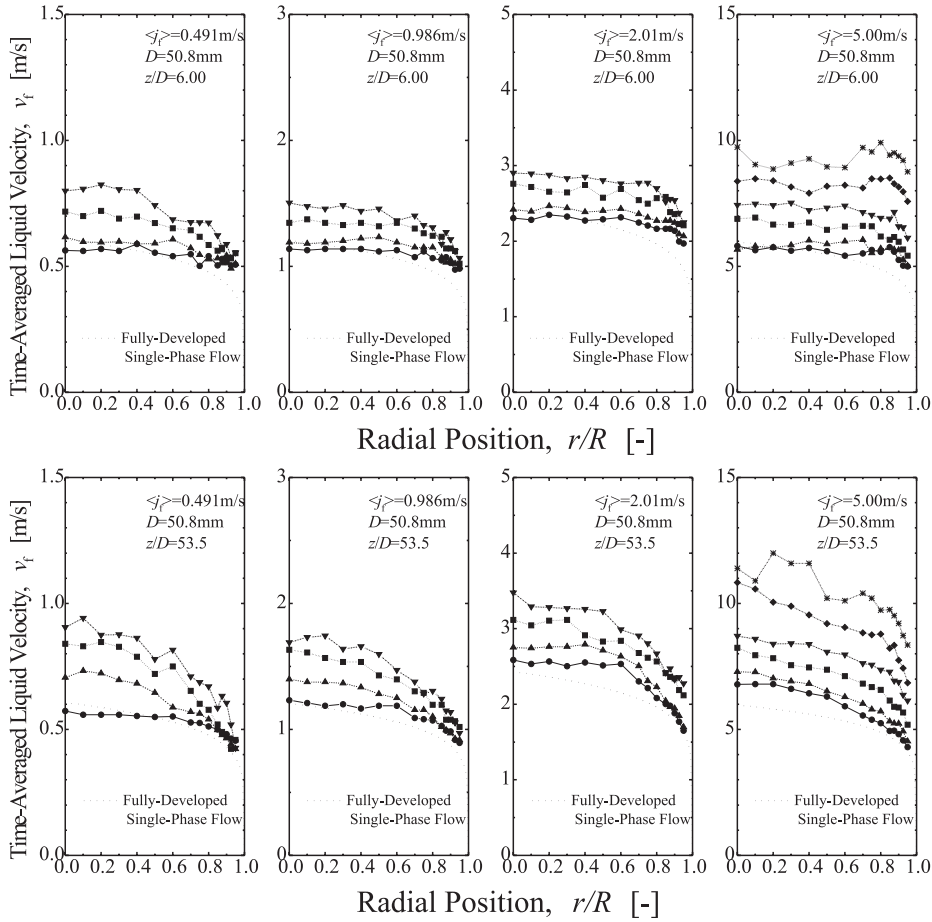 <j_f>=0.491m/s
D=50.8mm
z/D=6.00
Fully-Developed
Single-Phase Flow
<j_f>=0.986m/s
D=50.8mm
z/D=6.00
Fully-Developed
Single-Phase Flow
<j_f>=2.01m/s
D=50.8mm
z/D=6.00
Fully-Developed
Single-Phase Flow
<j_f>=5.00m/s
D=50.8mm
z/D=6.00
Fully-Developed
Single-Phase Flow
Time-Averaged Liquid Velocity, v_f [m/s]
1.5
1.0
0.5
0.0
3
2
1
0
5
4
3
2
1
0
15
10
5
0
0.0 0.2 0.4 0.6 0.8 1.0
0.0 0.2 0.4 0.6 0.8 1.0
0.0 0.2 0.4 0.6 0.8 1.0
0.0 0.2 0.4 0.6 0.8 1.0
Radial Position, r/R [-]
<j_f>=0.491m/s
D=50.8mm
z/D=53.5
Fully-Developed
Single-Phase Flow
<j_f>=0.986m/s
D=50.8mm
z/D=53.5
Fully-Developed
Single-Phase Flow
<j_f>=2.01m/s
D=50.8mm
z/D=53.5
Fully-Developed
Single-Phase Flow
<j_f>=5.00m/s
D=50.8mm
z/D=53.5
Fully-Developed
Single-Phase Flow
Time-Averaged Liquid Velocity, v_f [m/s]
1.5
1.0
0.5
0.0
3
2
1
0
5
4
3
2
1
0
15
10
5
0
0.0 0.2 0.4 0.6 0.8 1.0
0.0 0.2 0.4 0.6 0.8 1.0
0.0 0.2 0.4 0.6 0.8 1.0
0.0 0.2 0.4 0.6 0.8 1.0
Radial Position, r/R [-]